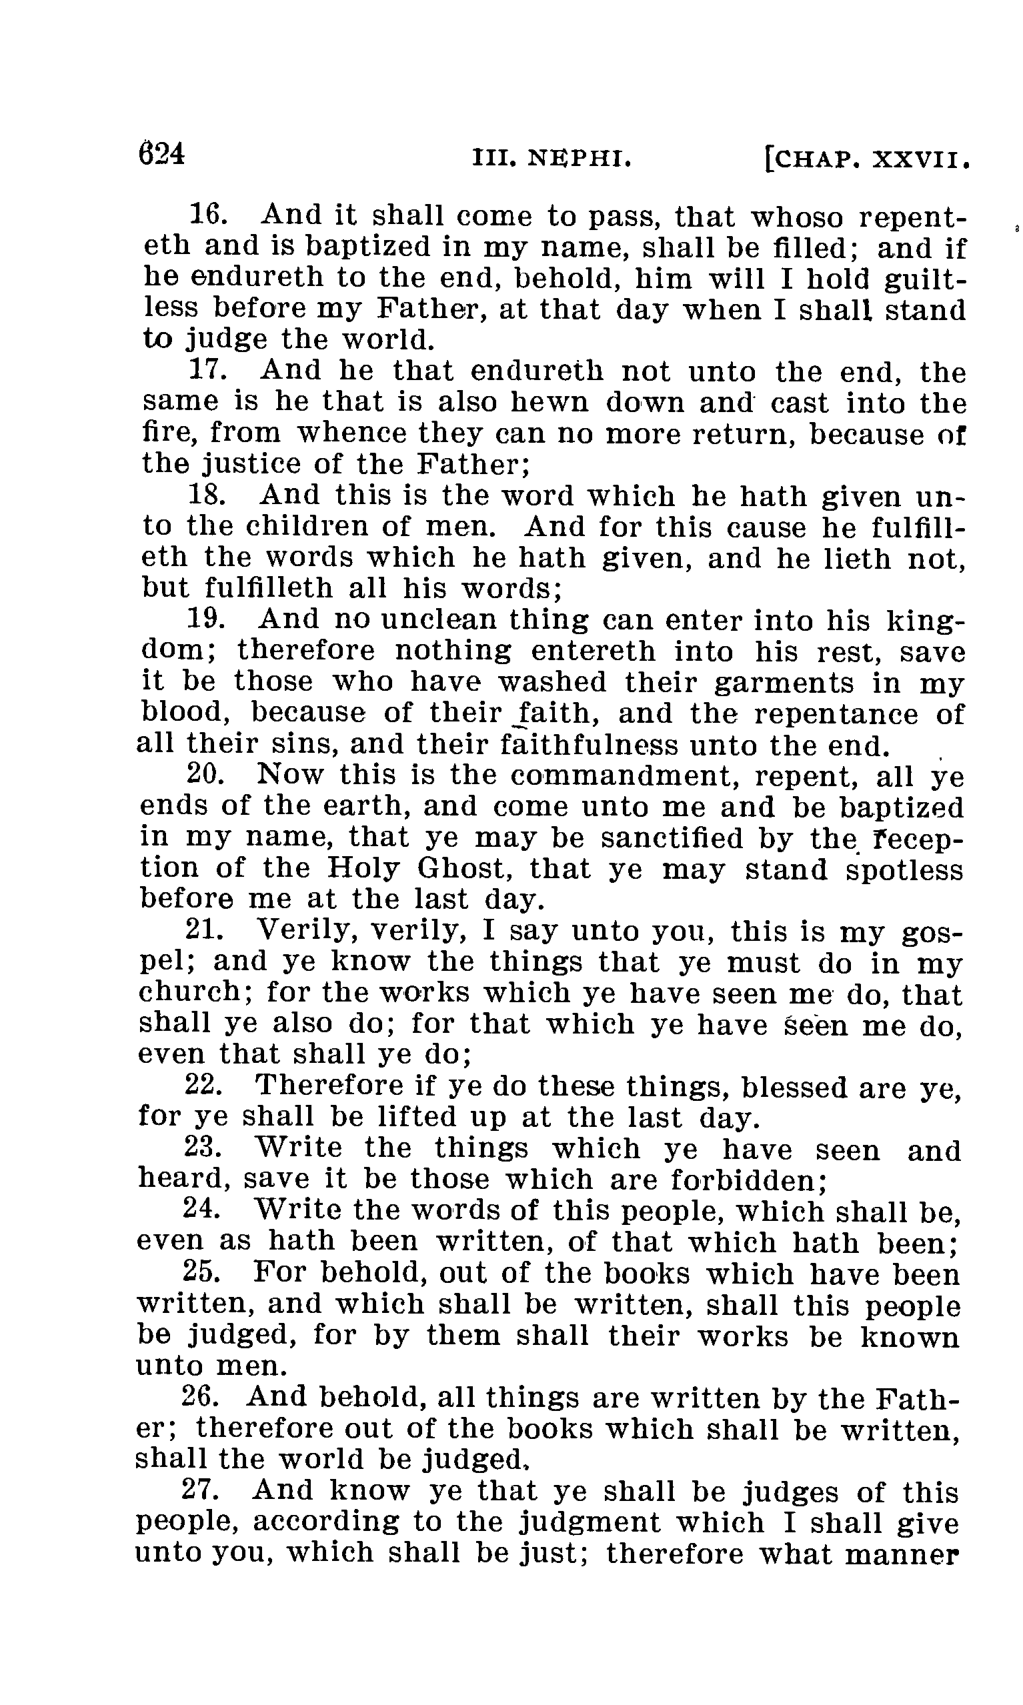 624 III. NEPHI. [CHAP. XXVII.
16. And it shall come to pass, that whoso repent-
eth and is baptized in my name, shall be filled; and if
he endureth to the end, behold, him will I hold guilt-
less before my Father, at that day when I shall stand
to judge the world.
17. And he that endureth not unto the end, the
same is he that is also hewn down and cast into the
fire, from whence they can no more return, because of
the justice of the Father;
18. And this is the word which he hath given un-
to the children of men. And for this cause he fulfill-
eth the words which he hath given, and he lieth not,
but fulfilleth all his words;
19. And no unclean thing can enter into his king-
dom; therefore nothing entereth into his rest, save
it be those who have washed their garments in my
blood, because of their faith, and the repentance of
all their sins, and their faithfulness unto the end.
20. Now this is the commandment, repent, all ye
ends of the earth, and come unto me and be baptized
in my name, that ye may be sanctified by the recep-
tion of the Holy Ghost, that ye may stand spotless
before me at the last day.
21. Verily, verily, I say unto you, this is my gos-
pel; and ye know the things that ye must do in my
church; for the works which ye have seen me do, that
shall ye also do; for that which ye have seen me do,
even that shall ye do;
22. Therefore if ye do these things, blessed are ye,
for ye shall be lifted up at the last day.
23. Write the things which ye have seen and
heard, save it be those which are forbidden;
24. Write the words of this people, which shall be,
even as hath been written, of that which hath been;
25. For behold, out of the books which have been
written, and which shall be written, shall this people
be judged, for by them shall their works be known
unto men.
26. And behold, all things are written by the Fath-
er; therefore out of the books which shall be written,
shall the world be judged.
27. And know ye that ye shall be judges of this
people, according to the judgment which I shall give
unto you, which shall be just; therefore what manner